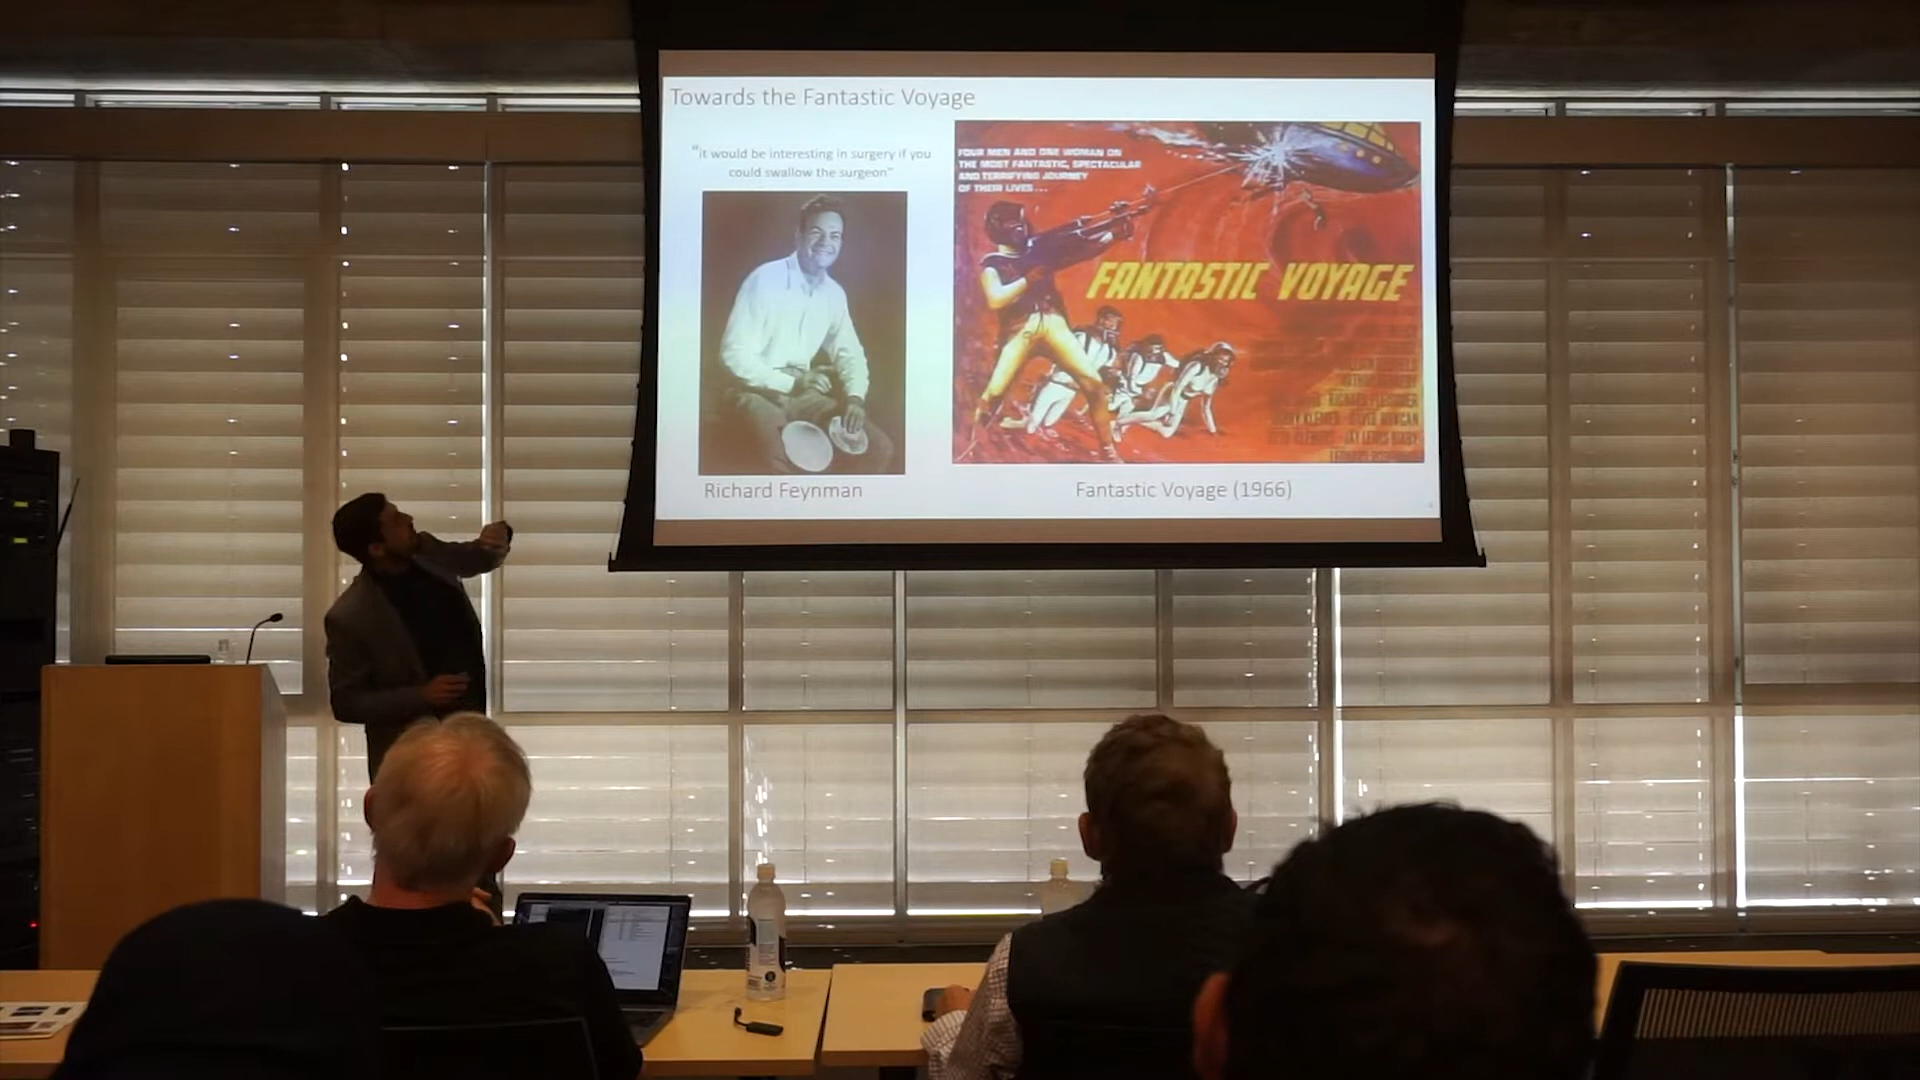 Towards the Fantastic Voyage
"it would be interesting in surgery if you
could swallow the surgeon"
FOUR MEN AND ONE WOMAN ON
THE MOST FANTASTIC, SPECTACULAR
AND TERRIFYING JOURNEY
OF THEIR LIVES...
FANTASTIC VOYAGE
Richard Feynman
Fantastic Voyage (1966)